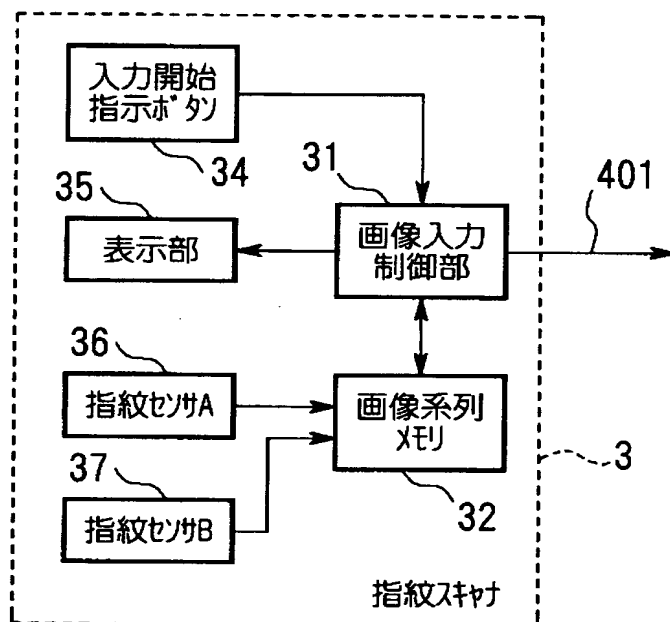 入力開始
指示ﾎﾞﾀﾝ
34
31
401
35
表示部
画像入力
制御部
36
指紋ｾﾝｻA
画像系列
ﾒﾓﾘ
37
指紋ｾﾝｻB
32
3
指紋ｽｷｬﾅ